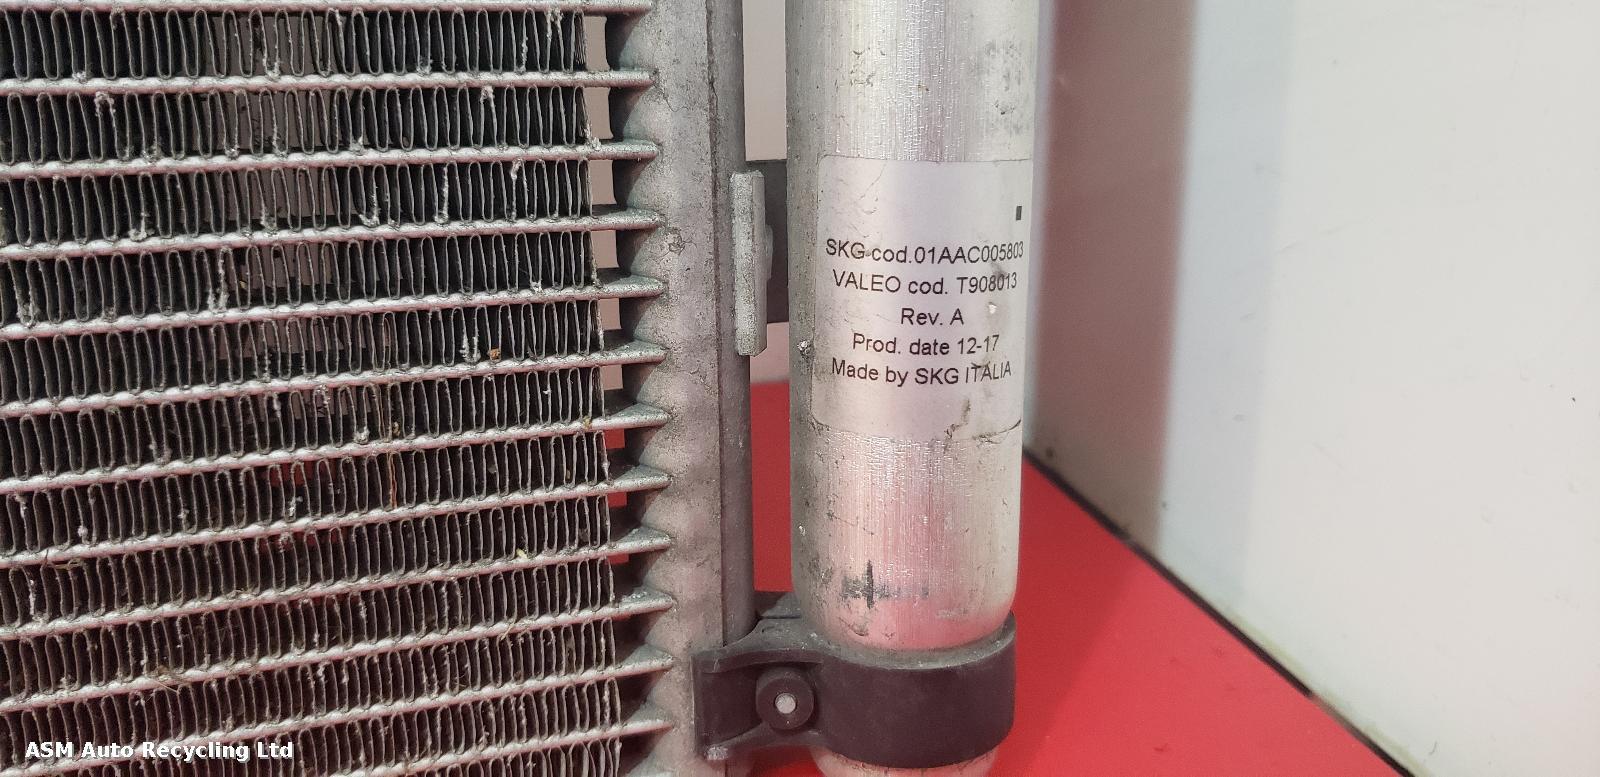 SKG cod.01AAC005803
VALEO cod. T908013
Rev. A
Prod. date 12-17
Made by SKG ITALIA
ASM Auto Recycling Ltd